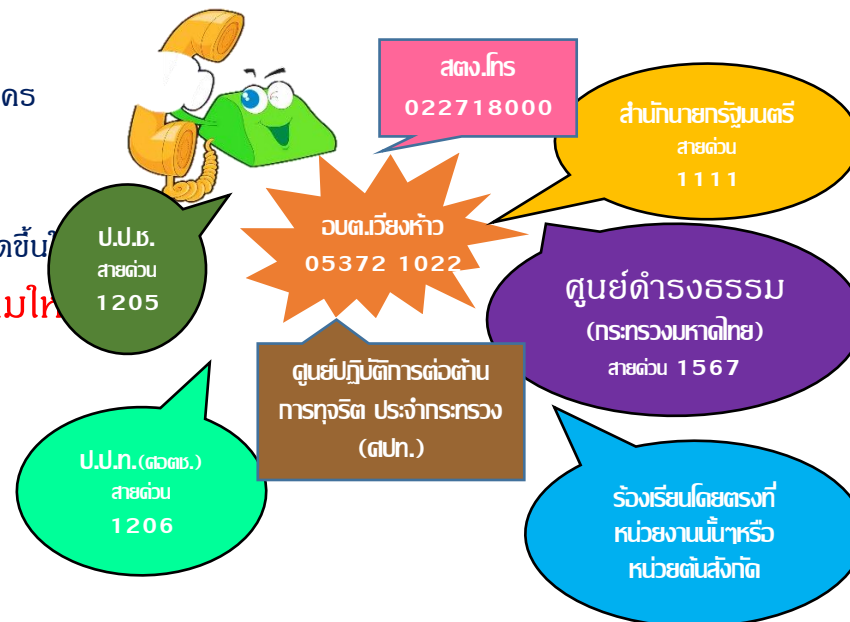 สตง.โทร
022718000
สำนักนายกรัฐมนตรี
สายด่วน
1111
ป.ป.ช.
สายด่วน
1205
อบต.เวียงห้าว
05372 1022
ศูนย์ดำรงธรรม
(กระทรวงมหาดไทย)
สายด่วน 1567
ศูนย์ปฏิบัติการต่อต้าน
การทุจริต ประจำกระทรวง
(ศปท.)
ป.ป.ท.(ศอตช.)
สายด่วน
1206
ร้องเรียนโดยตรงที่
หน่วยงานนั้นๆหรือ
หน่วยต้นสังกัด